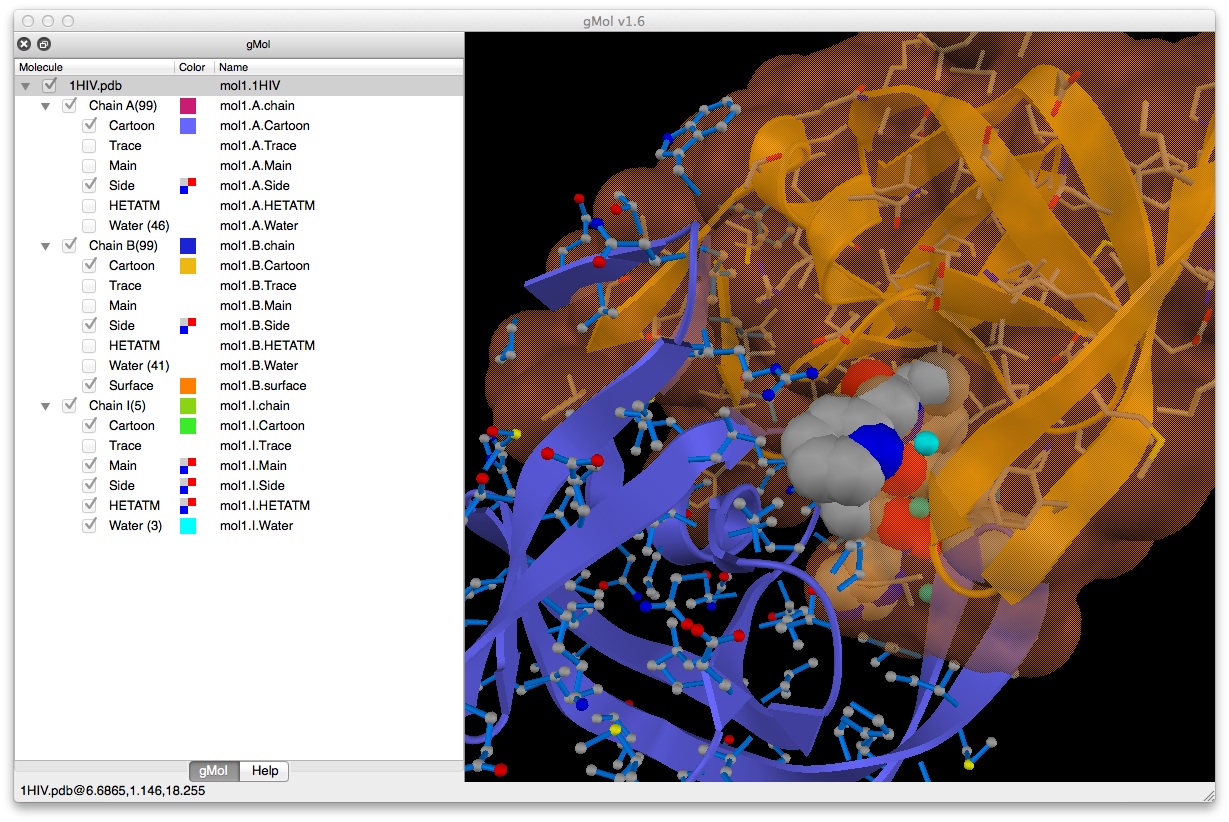 gMol v1.6
gMol
Molecule Color Name
1HIV.pdb mol1.1HIV
Chain A(99) mol1.A.chain
Cartoon mol1.A.Cartoon
Trace mol1.A.Trace
Main mol1.A.Main
Side mol1.A.Side
HETATM mol1.A.HETATM
Water (46) mol1.A.Water
Chain B(99) mol1.B.chain
Cartoon mol1.B.Cartoon
Trace mol1.B.Trace
Main mol1.B.Main
Side mol1.B.Side
HETATM mol1.B.HETATM
Water (41) mol1.B.Water
Surface mol1.B.surface
Chain I(5) mol1.I.chain
Cartoon mol1.I.Cartoon
Trace mol1.I.Trace
Main mol1.I.Main
Side mol1.I.Side
HETATM mol1.I.HETATM
Water (3) mol1.I.Water
gMol Help
1HIV.pdb@6.6865,1.146,18.255